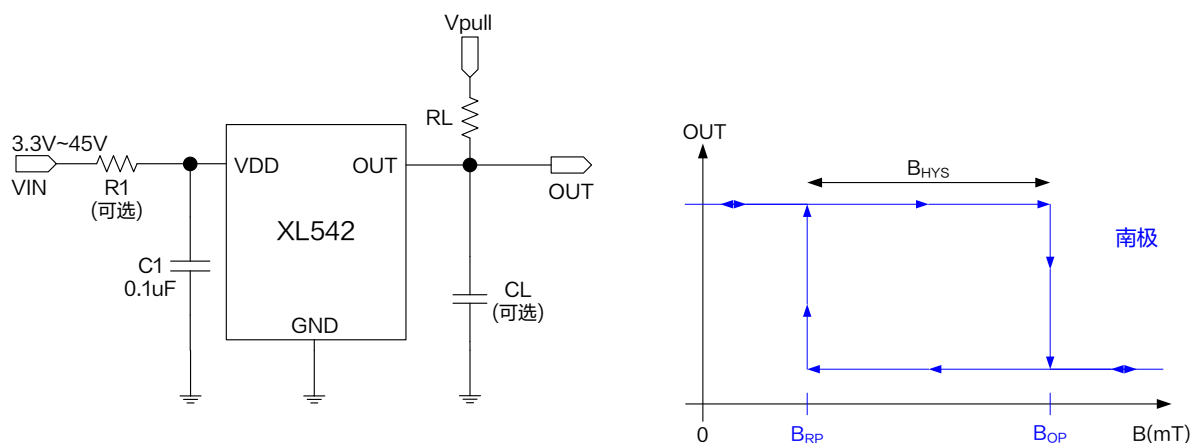 Vpull
RL
3.3V~45V
VIN
R1
(可选)
VDD
OUT
OUT
XL542
C1
0.1uF
CL
(可选)
GND
OUT
BHYS
南极
0
BRP
BOP
B(mT)